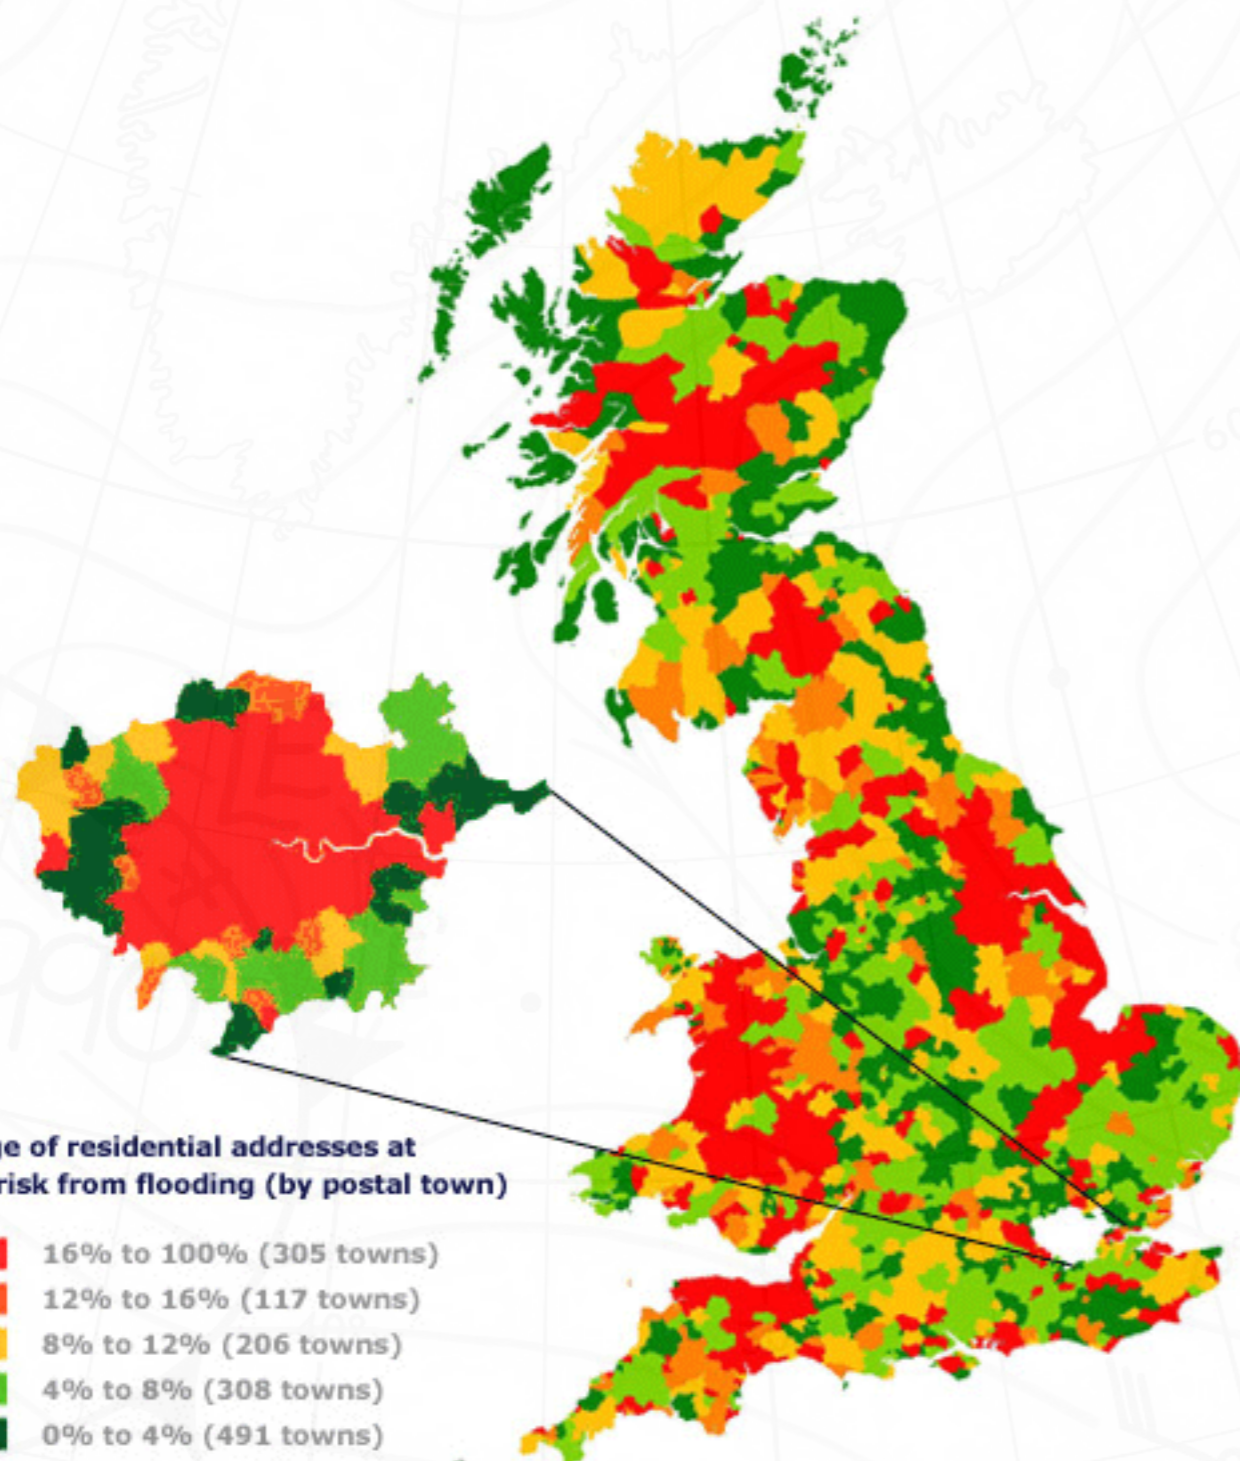 ge of residential addresses at
risk from flooding (by postal town)
16% to 100% (305 towns)
12% to 16% (117 towns)
8% to 12% (206 towns)
4% to 8% (308 towns)
0% to 4% (491 towns)